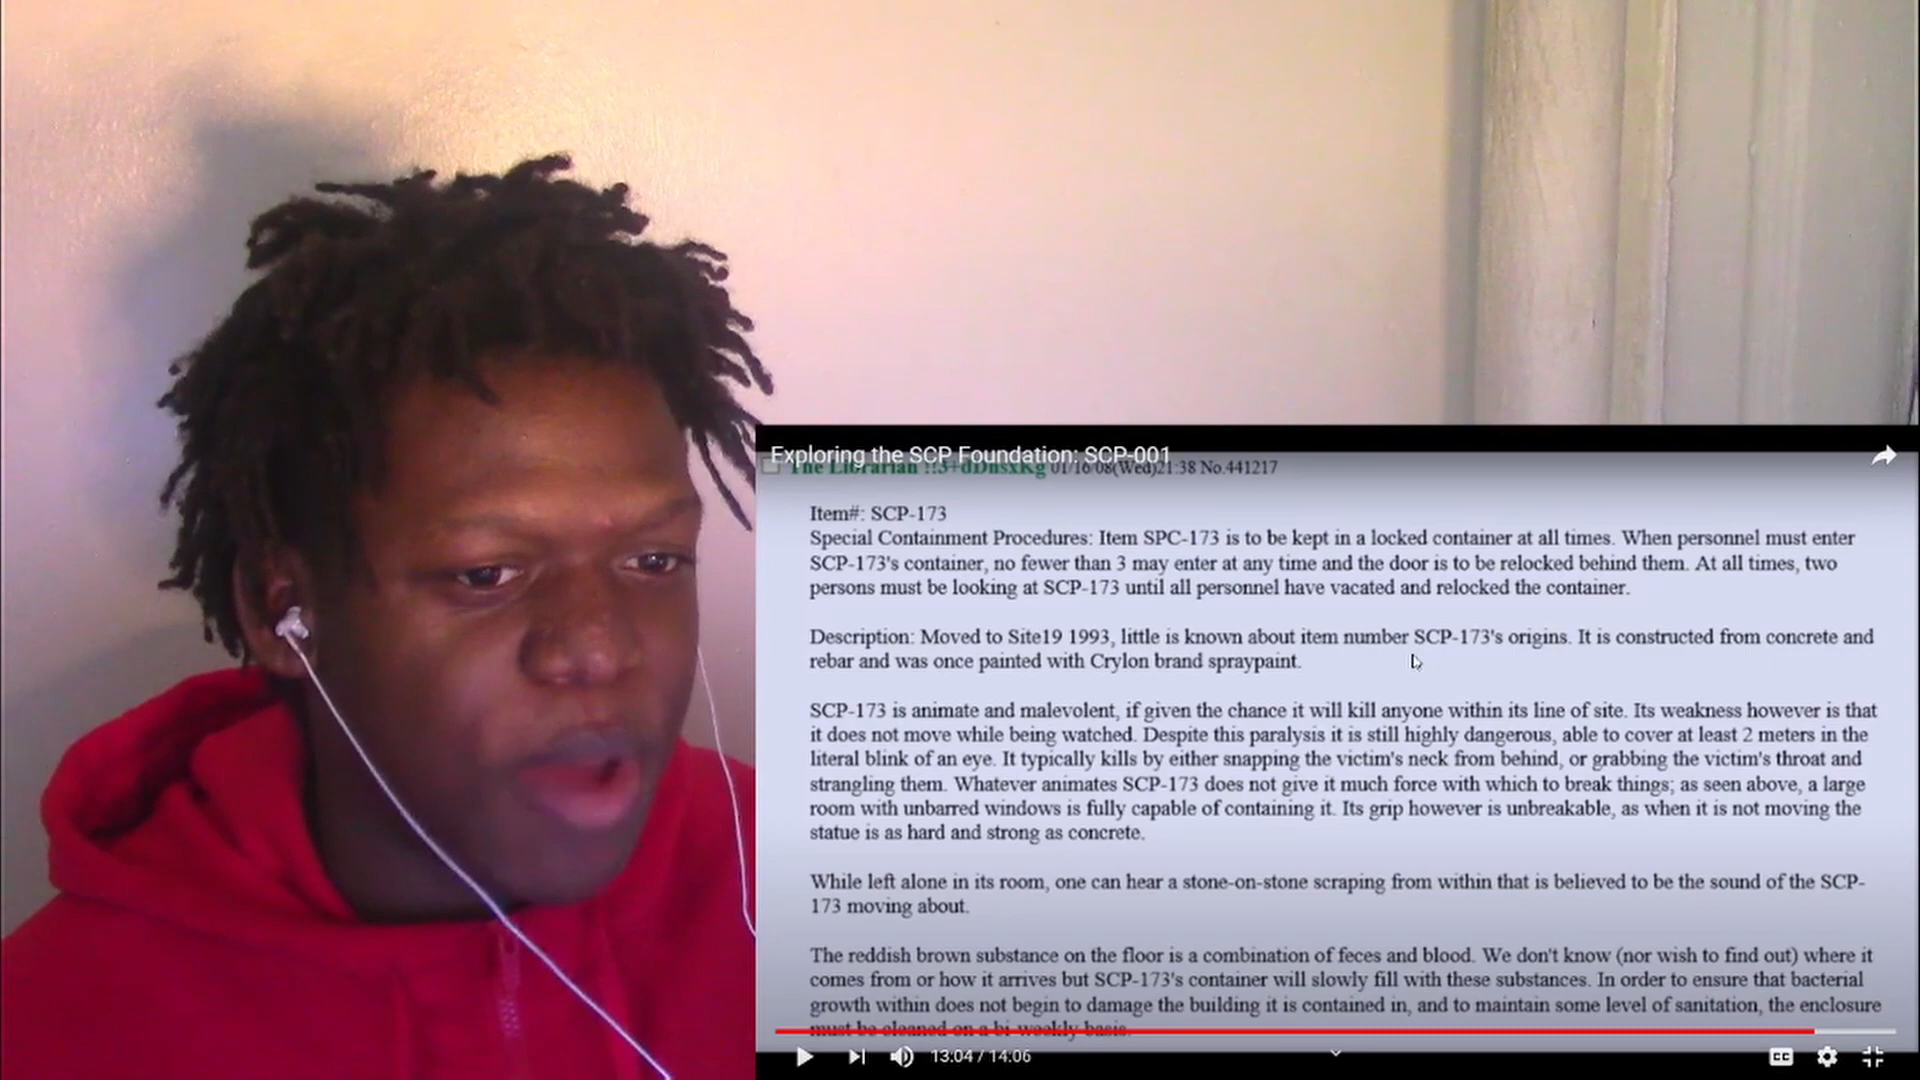 Exploring the SCP Foundation: SCP-001
The Librarian !!3+dDnsxKg 01/16/08(Wed)21:38 No.441217
Item#: SCP-173
Special Containment Procedures: Item SPC-173 is to be kept in a locked container at all times. When personnel must enter
SCP-173's container, no fewer than 3 may enter at any time and the door is to be relocked behind them. At all times, two
persons must be looking at SCP-173 until all personnel have vacated and relocked the container.
Description: Moved to Site19 1993, little is known about item number SCP-173's origins. It is constructed from concrete and
rebar and was once painted with Crylon brand spraypaint.
SCP-173 is animate and malevolent, if given the chance it will kill anyone within its line of site. Its weakness however is that
it does not move while being watched. Despite this paralysis it is still highly dangerous, able to cover at least 2 meters in the
literal blink of an eye. It typically kills by either snapping the victim's neck from behind, or grabbing the victim's throat and
strangling them. Whatever animates SCP-173 does not give it much force with which to break things; as seen above, a large
room with unbarred windows is fully capable of containing it. Its grip however is unbreakable, as when it is not moving the
statue is as hard and strong as concrete.
While left alone in its room, one can hear a stone-on-stone scraping from within that is believed to be the sound of the SCP-
173 moving about.
The reddish brown substance on the floor is a combination of feces and blood. We don't know (nor wish to find out) where it
comes from or how it arrives but SCP-173's container will slowly fill with these substances. In order to ensure that bacterial
growth within does not begin to damage the building it is contained in, and to maintain some level of sanitation, the enclosure
must be cleaned on a bi-weekly basis.
13:04 / 14:06
CC